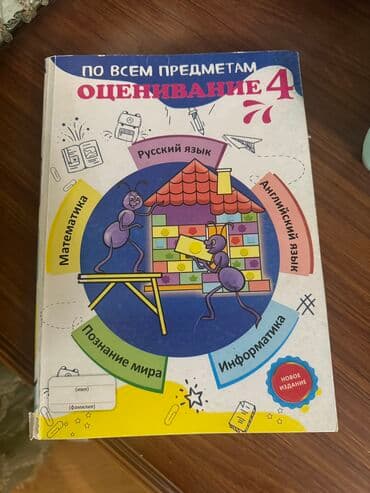 ПО ВСЕМ ПРЕДМЕТАМ
ОЦЕНИВАНИЕ 4
Русский язык
Математика
Английский язык
Познание мира
Информатика
НОВОЕ
ИЗДАНИЕ
(имя)
(фамилия)